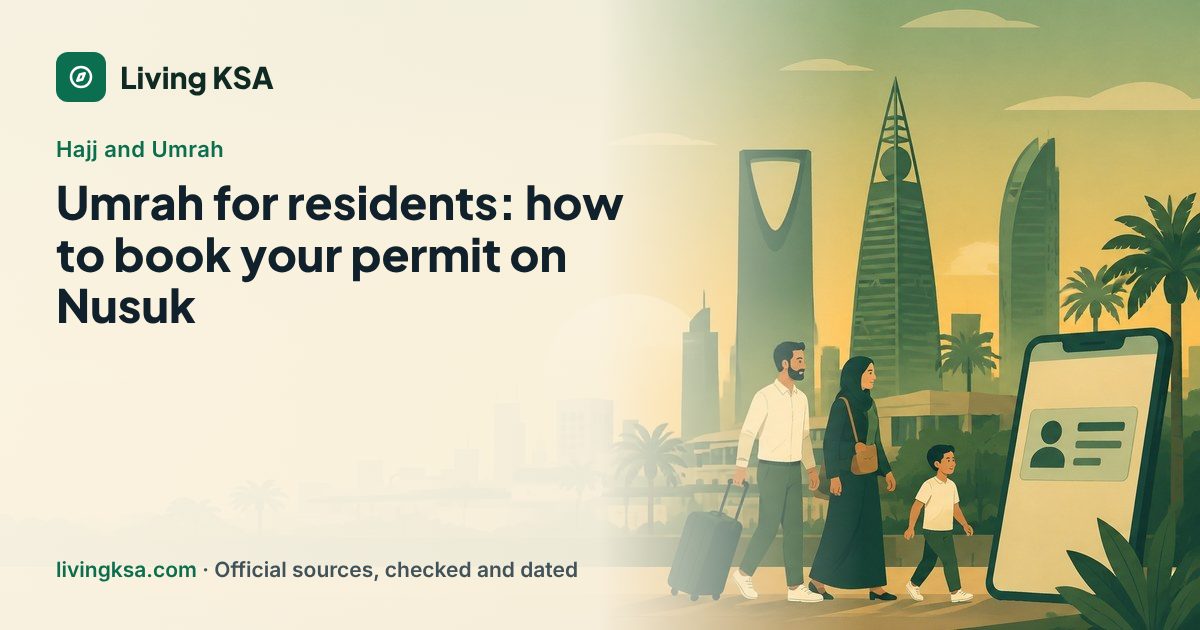 Living KSA
Hajj and Umrah
Umrah for residents: how
to book your permit on
Nusuk
livingksa.com · Official sources, checked and dated